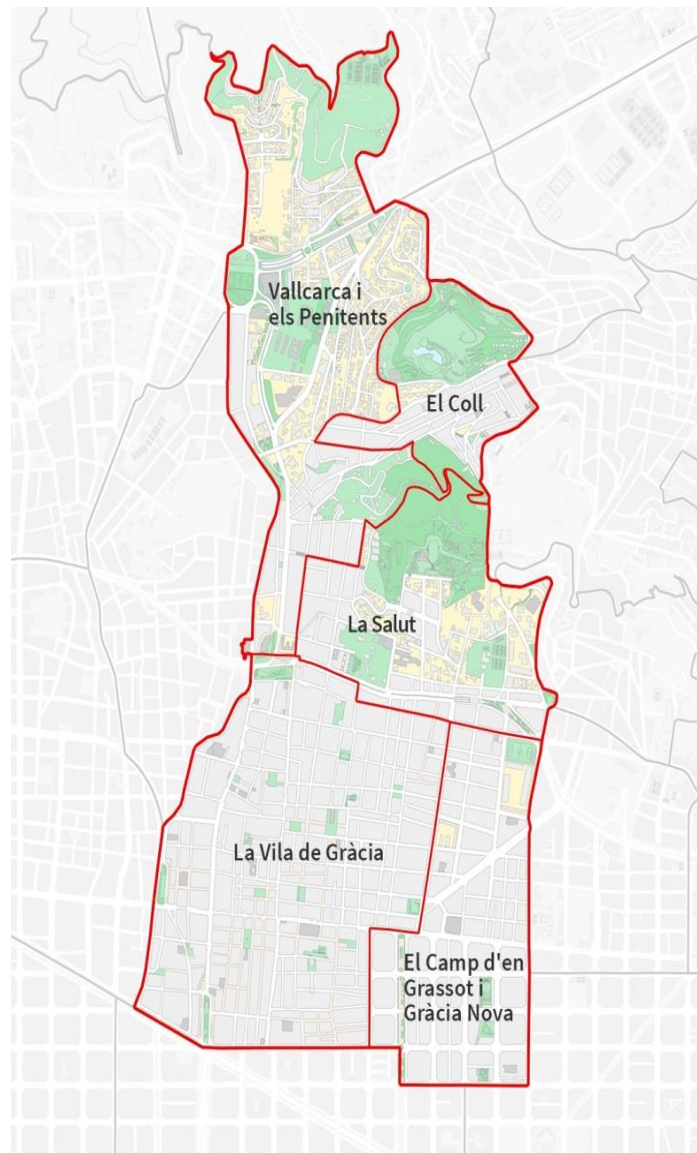 Vallcarca i
els Penitents
El Coll
La Salut
La Vila de Gràcia
El Camp d'en
Grassot i
Gràcia Nova